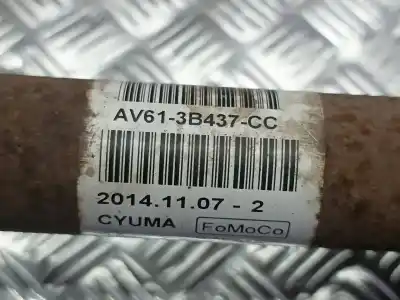 AV61-3B437-CC
2014.11.07 - 2
CYUMA FoMoCo